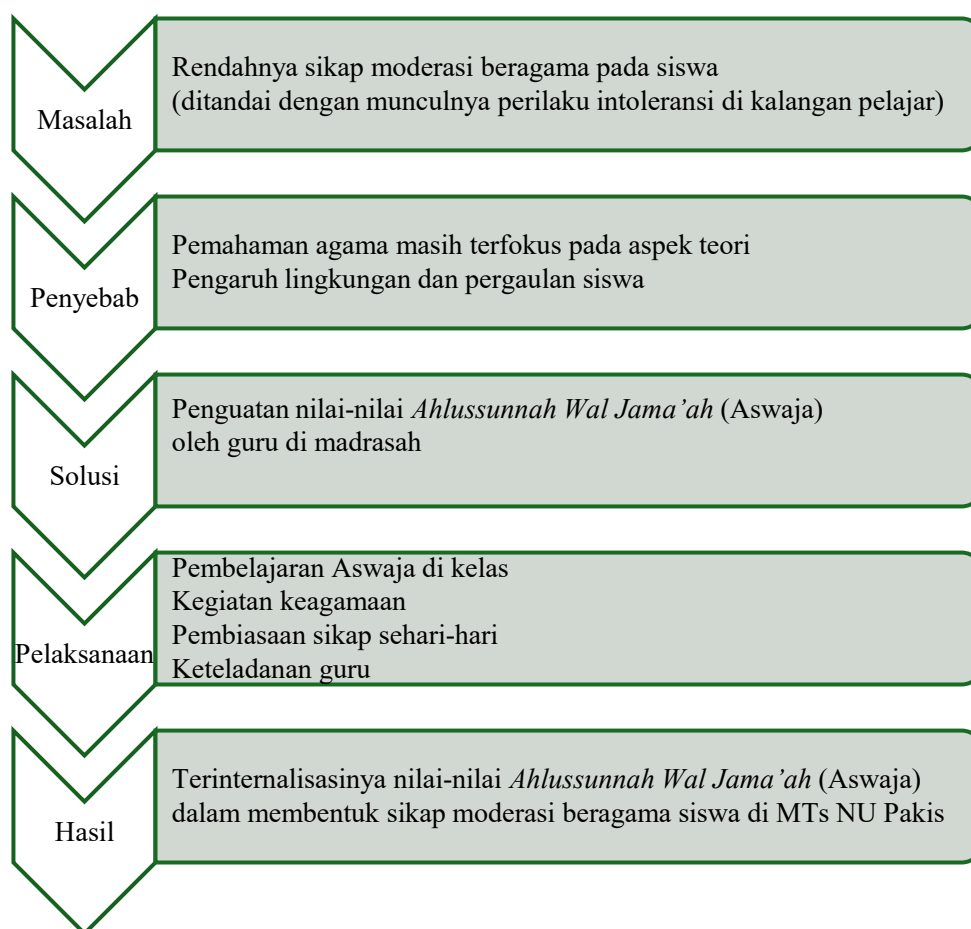 Masalah
Rendahnya sikap moderasi beragama pada siswa
(ditandai dengan munculnya perilaku intoleransi di kalangan pelajar)
Penyebab
Pemahaman agama masih terfokus pada aspek teori
Pengaruh lingkungan dan pergaulan siswa
Solusi
Penguatan nilai-nilai Ahlussunnah Wal Jama’ah (Aswaja)
oleh guru di madrasah
Pelaksanaan
Pembelajaran Aswaja di kelas
Kegiatan keagamaan
Pembiasaan sikap sehari-hari
Keteladanan guru
Hasil
Terinternalisasinya nilai-nilai Ahlussunnah Wal Jama’ah (Aswaja)
dalam membentuk sikap moderasi beragama siswa di MTs NU Pakis